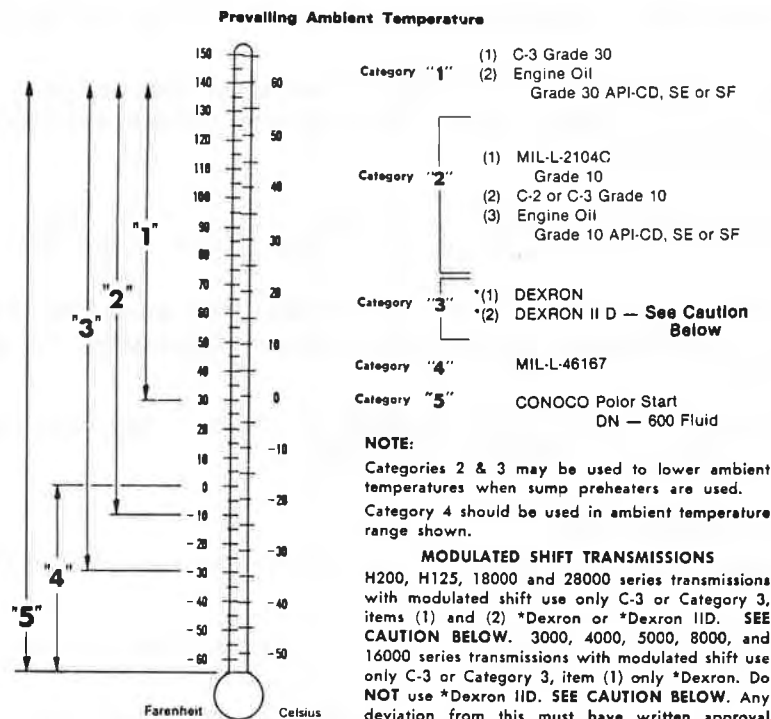 Prevailing Ambient Temperature
150
140
130
120
110
100
90
80
70
60
50
40
30
20
10
0
- 10
- 20
- 30
- 40
- 50
- 60
60
50
40
30
20
10
0
- 10
- 20
- 30
- 40
- 50
"1"
"2"
"3"
"4"
"5"
Farenheit
Celsius
Category "1"
(1) C-3 Grade 30
(2) Engine Oil
Grade 30 API-CD, SE or SF
Category "2"
(1) MIL-L-2104C
Grade 10
(2) C-2 or C-3 Grade 10
(3) Engine Oil
Grade 10 API-CD, SE or SF
Category "3"
*(1) DEXRON
*(2) DEXRON II D — See Caution
Below
Category "4" MIL-L-46167
Category "5" CONOCO Polor Start
DN — 600 Fluid
NOTE:
Categories 2 & 3 may be used to lower ambient
temperatures when sump preheaters are used.
Category 4 should be used in ambient temperature
range shown.
MODULATED SHIFT TRANSMISSIONS
H200, H125, 18000 and 28000 series transmissions
with modulated shift use only C-3 or Category 3,
items (1) and (2) *Dexron or *Dexron IID. SEE
CAUTION BELOW. 3000, 4000, 5000, 8000, and
16000 series transmissions with modulated shift use
only C-3 or Category 3, item (1) only *Dexron. Do
NOT use *Dexron IID. SEE CAUTION BELOW. Any
deviation from this must have written approval